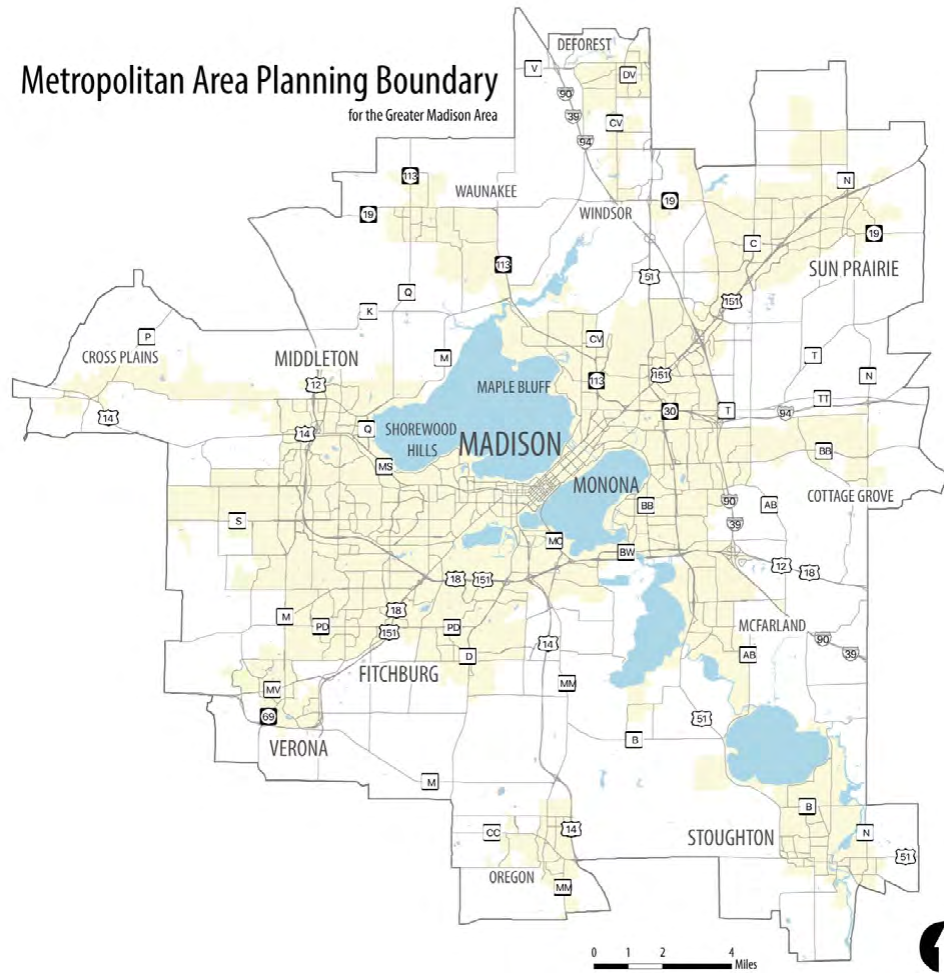 Metropolitan Area Planning Boundary
for the Greater Madison Area
DEFOREST
V
DV
90
39
CV
94
113
WAUNAKEE
N
19
WINDSOR
19
C
19
113
51
SUN PRAIRIE
Q
151
K
P
CV
CROSS PLAINS
MIDDLETON
M
T
12
MAPLE BLUFF
113
151
N
14
30
T
94
TT
14
Q
SHOREWOOD
HILLS
MADISON
BB
MS
MONONA
COTTAGE GROVE
S
BB
90
AB
39
MC
BW
12
18
18
151
M
PD
18
151
PD
MCFARLAND
90
39
14
D
AB
FITCHBURG
MM
MV
69
51
VERONA
B
M
B
CC
14
STOUGHTON
N
51
OREGON
MM
0 1 2 4
Miles